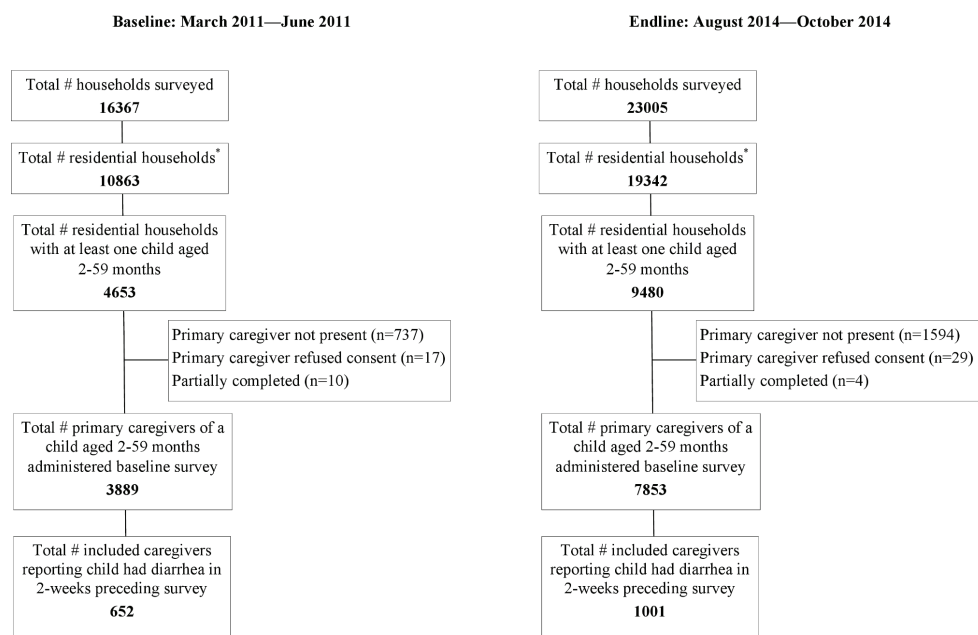 Baseline: March 2011—June 2011
Total # households surveyed
16367
Total # residential households*
10863
Total # residential households
with at least one child aged
2-59 months
4653
Primary caregiver not present (n=737)
Primary caregiver refused consent (n=17)
Partially completed (n=10)
Total # primary caregivers of a
child aged 2-59 months
administered baseline survey
3889
Total # included caregivers
reporting child had diarrhea in
2-weeks preceding survey
652
Endline: August 2014—October 2014
Total # households surveyed
23005
Total # residential households*
19342
Total # residential households
with at least one child aged
2-59 months
9480
Primary caregiver not present (n=1594)
Primary caregiver refused consent (n=29)
Partially completed (n=4)
Total # primary caregivers of a
child aged 2-59 months
administered baseline survey
7853
Total # included caregivers
reporting child had diarrhea in
2-weeks preceding survey
1001